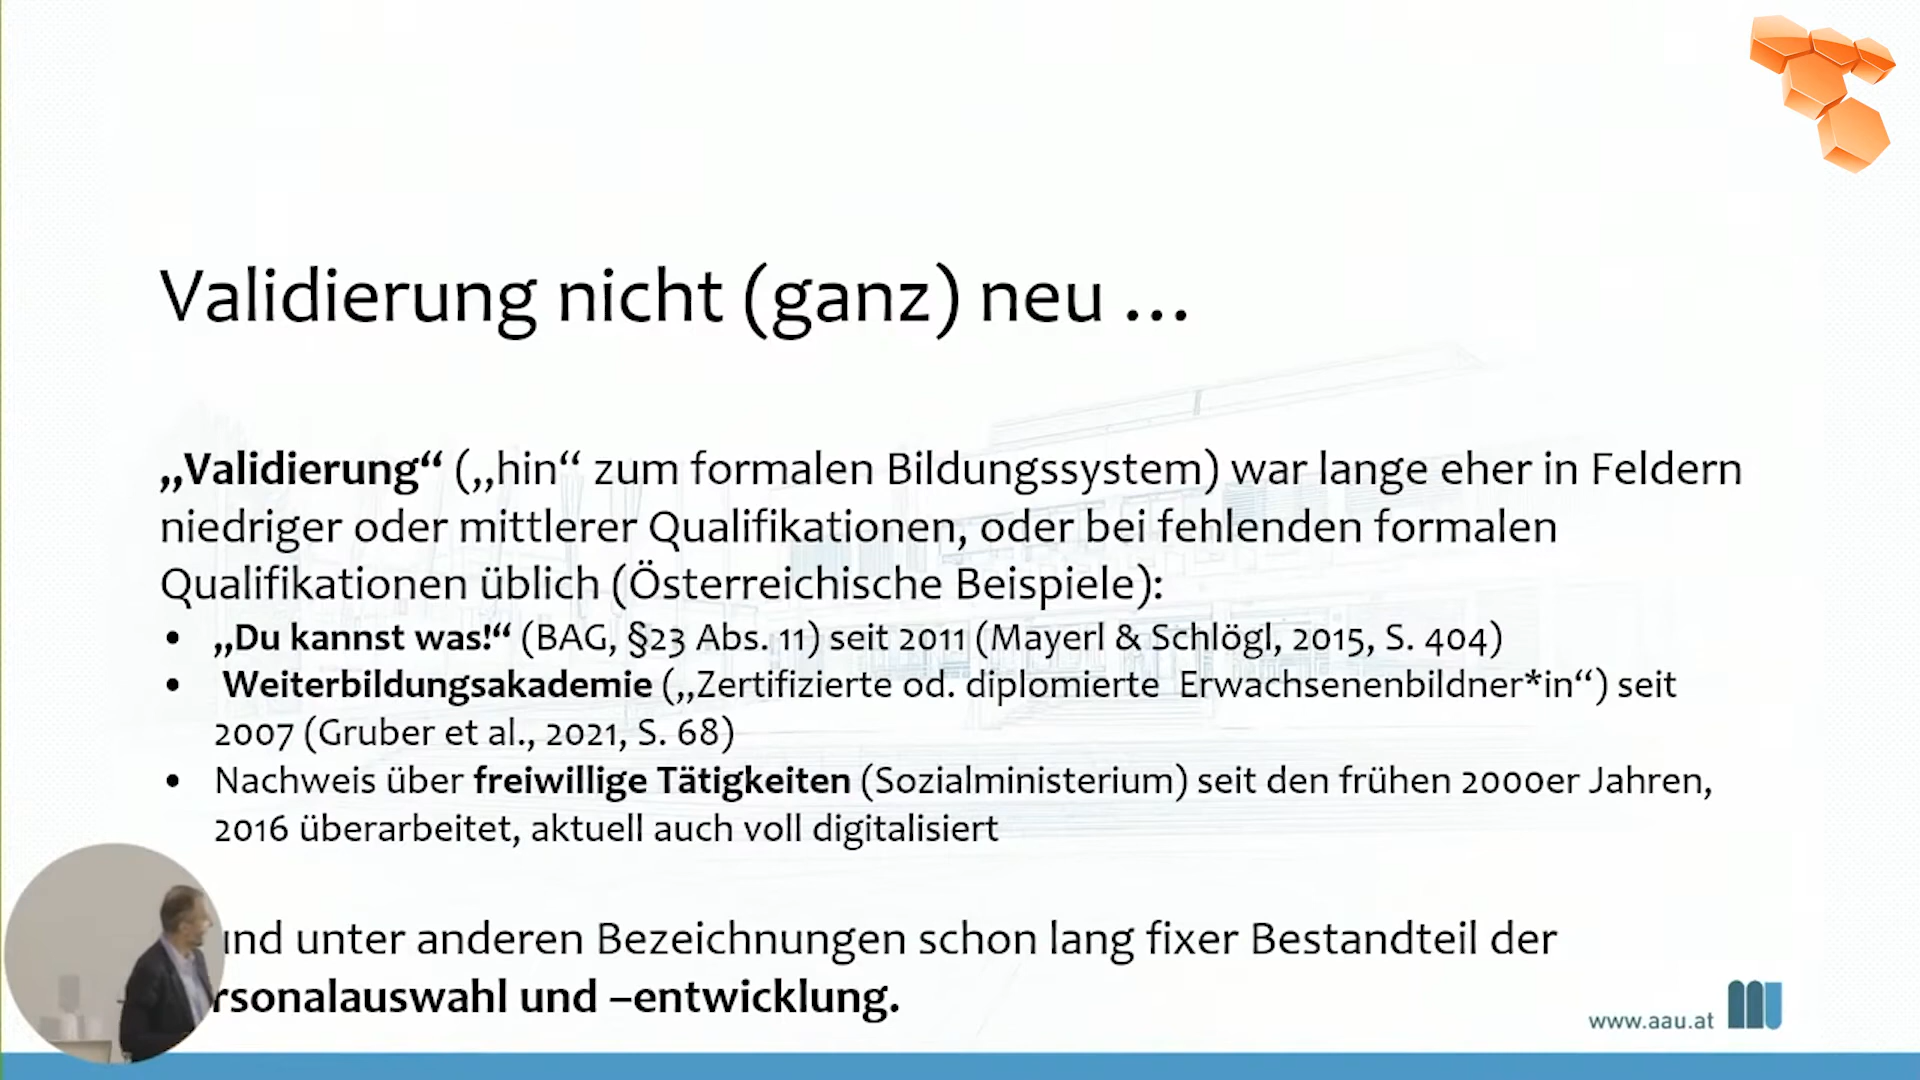 Validierung nicht (ganz) neu …
„Validierung“ („hin“ zum formalen Bildungssystem) war lange eher in Feldern
niedriger oder mittlerer Qualifikationen, oder bei fehlenden formalen
Qualifikationen üblich (Österreichische Beispiele):
• „Du kannst was!“ (BAG, §23 Abs. 11) seit 2011 (Mayerl & Schlögl, 2015, S. 404)
• Weiterbildungsakademie („Zertifizierte od. diplomierte Erwachsenenbildner*in“) seit
2007 (Gruber et al., 2021, S. 68)
• Nachweis über freiwillige Tätigkeiten (Sozialministerium) seit den frühen 2000er Jahren,
2016 überarbeitet, aktuell auch voll digitalisiert
und unter anderen Bezeichnungen schon lang fixer Bestandteil der
rsonalauswahl und –entwicklung.
www.aau.at